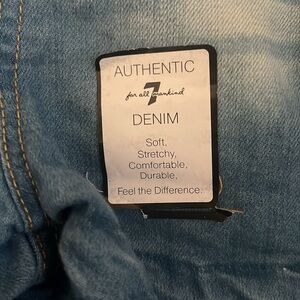 AUTHENTIC
7
for all mankind
DENIM
Soft,
Stretchy,
Comfortable,
Durable,
Feel the Difference.